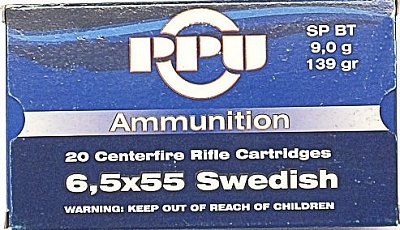 PPU
SP BT
9,0 g
139 gr
Ammunition
20 Centerfire Rifle Cartridges
6,5x55 Swedish
WARNING: KEEP OUT OF REACH OF CHILDREN